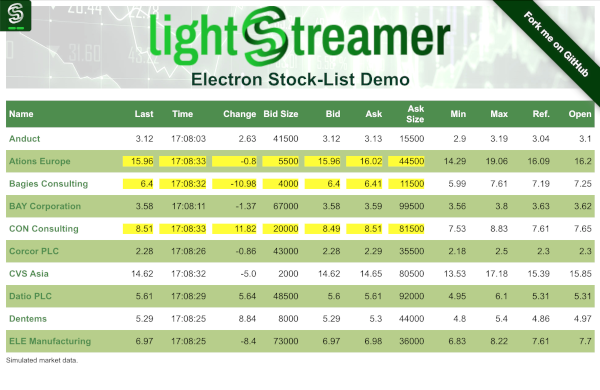 lightstreamer
Fork me on GitHub
Electron Stock-List Demo
Name Last Time Change Bid Size Bid Ask Ask Size Min Max Ref. Open
Anduct 3.12 17:08:03 2.63 41500 3.12 3.13 15500 2.9 3.19 3.04 3.1
Ations Europe 15.96 17:08:33 -0.8 5500 15.96 16.02 44500 14.29 19.06 16.09 16.2
Bagies Consulting 6.4 17:08:32 -10.98 4000 6.4 6.41 11500 5.99 7.61 7.19 7.25
BAY Corporation 3.58 17:08:11 -1.37 67000 3.58 3.59 99500 3.56 3.8 3.63 3.62
CON Consulting 8.51 17:08:33 11.82 20000 8.49 8.51 81500 7.53 8.83 7.61 7.65
Corcor PLC 2.28 17:08:26 -0.86 43000 2.28 2.29 35500 2.18 2.5 2.3 2.3
CVS Asia 14.62 17:08:32 -5.0 2000 14.62 14.65 80500 13.53 17.18 15.39 15.85
Datio PLC 5.61 17:08:29 5.64 48500 5.6 5.61 92000 4.95 6.1 5.31 5.31
Dentems 5.29 17:08:25 8.84 8000 5.29 5.3 44000 4.8 5.4 4.86 4.97
ELE Manufacturing 6.97 17:08:25 -8.4 73000 6.97 6.98 36000 6.83 8.22 7.61 7.7
Simulated market data.